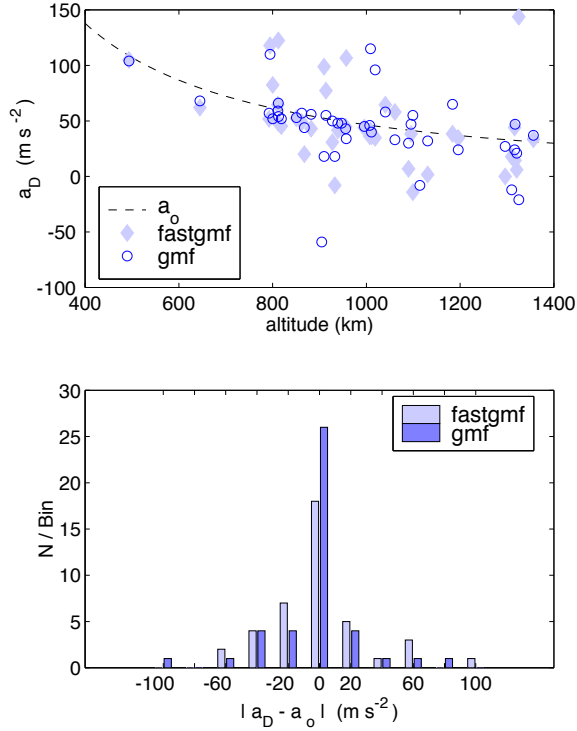 150
100
50
0
-50
-100
a_D (m s⁻²)
a_o
fastgmf
gmf
400 600 800 1000 1200 1400
altitude (km)
30
25
20
15
10
5
0
N / Bin
fastgmf
gmf
-100 -60 -20 0 20 60 100
| a_D - a_o | (m s⁻²)